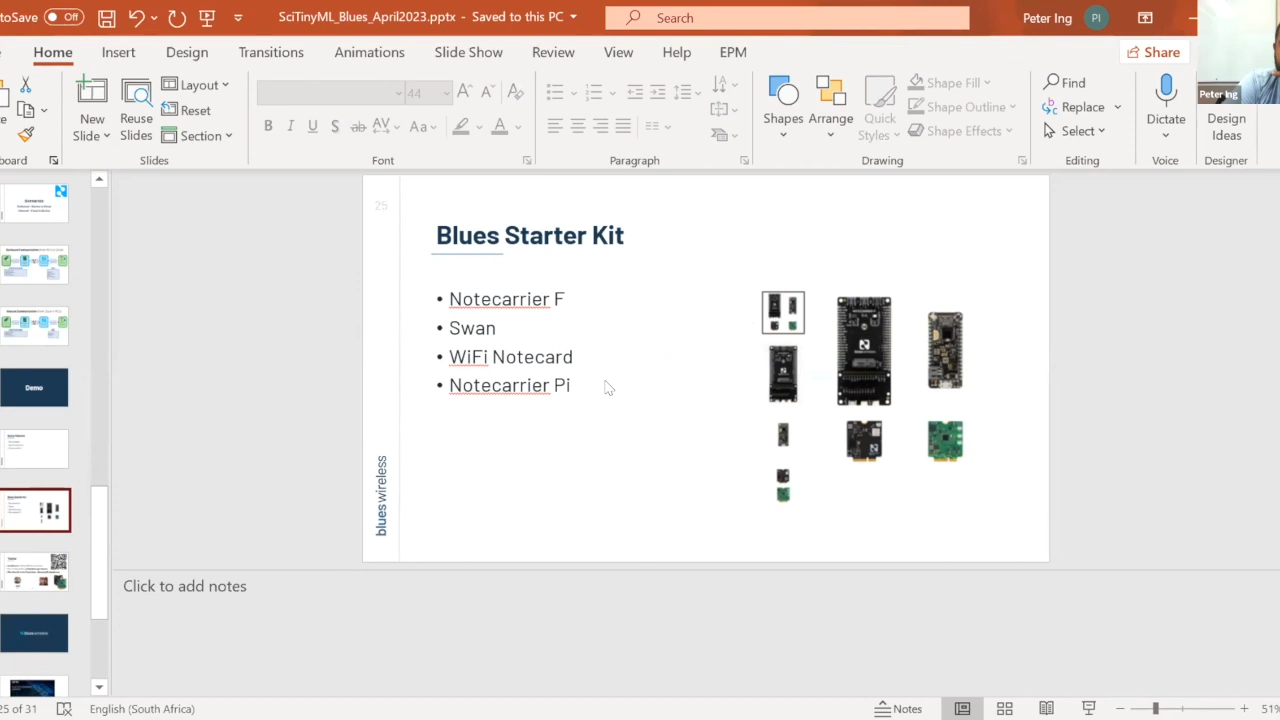 toSave Off SciTinyML_Blues_April2023.pptx - Saved to this PC Search Peter Ing PI
Home Insert Design Transitions Animations Slide Show Review View Help EPM Share
Peter Ing
New Slide
Reuse Slides
Layout
Reset
Section
44
Shapes
Arrange
Quick Styles
Shape Fill
Shape Outline
Shape Effects
Find
Replace
Select
Dictate
Design Ideas
board Slides Font Paragraph Drawing Editing Voice Designer
Demo
25
Blues Starter Kit
• Notecarrier F
• Swan
• WiFi Notecard
• Notecarrier Pi
blues wireless
Click to add notes
25 of 31 English (South Africa) Notes 51%